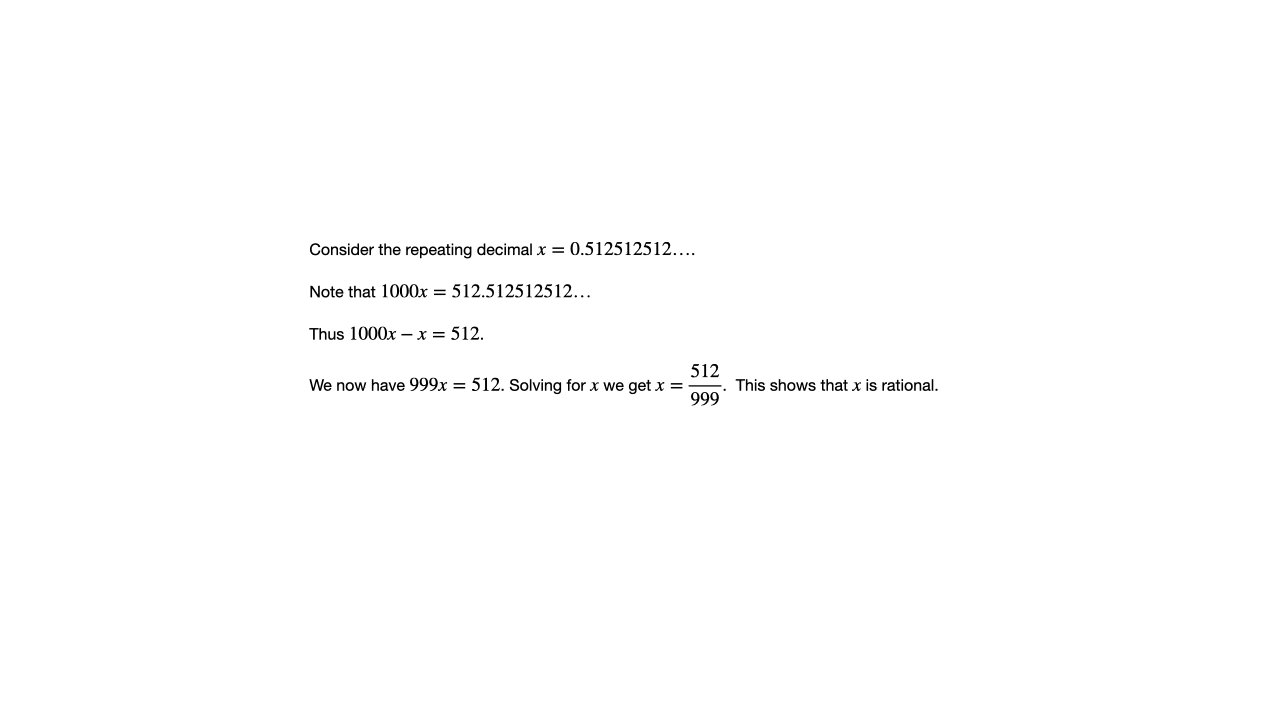 Consider the repeating decimal x = 0.512512512….
Note that 1000x = 512.512512512…
Thus 1000x − x = 512.
We now have 999x = 512. Solving for x we get x = 512/999. This shows that x is rational.